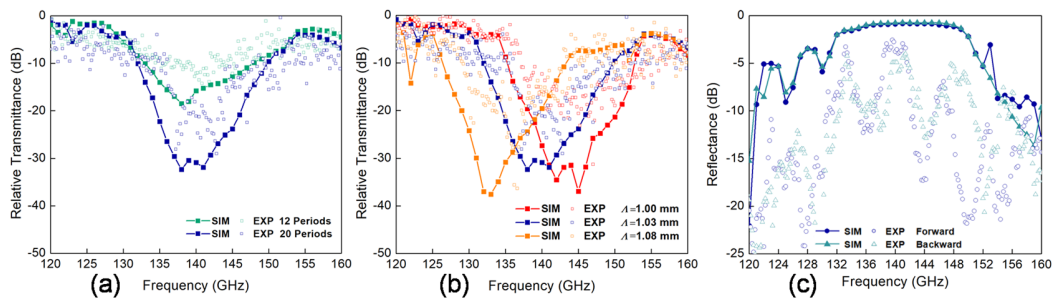 0
-10
-20
-30
-40
-50
Relative Transmittance (dB)
SIM EXP 12 Periods
SIM EXP 20 Periods
120 125 130 135 140 145 150 155 160
(a)
Frequency (GHz)
0
-10
-20
-30
-40
-50
Relative Transmittance (dB)
SIM EXP Λ=1.00 mm
SIM EXP Λ=1.03 mm
SIM EXP Λ=1.08 mm
120 125 130 135 140 145 150 155 160
(b)
Frequency (GHz)
0
-5
-10
-15
-20
-25
Reflectance (dB)
SIM EXP Forward
SIM EXP Backward
120 124 128 132 136 140 144 148 152 156 160
(c)
Frequency (GHz)